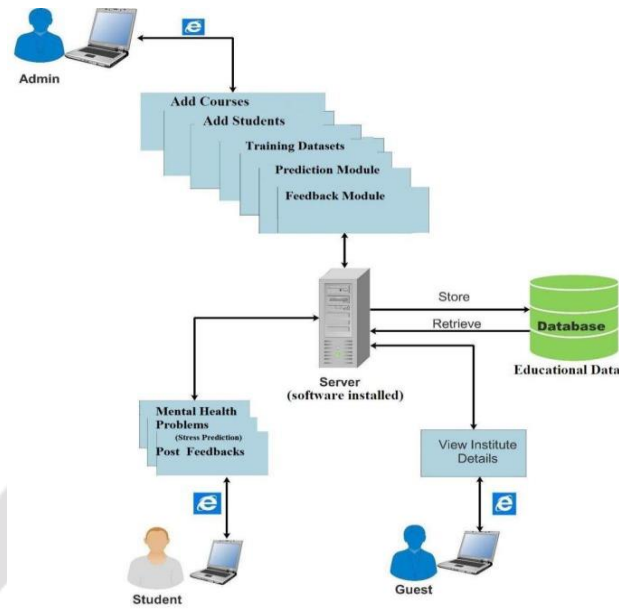 Admin
Add Courses
Add Students
Training Datasets
Prediction Module
Feedback Module
Store
Retrieve
Database
Educational Data
Server
(software installed)
Mental Health
Problems
(Stress Prediction)
Post Feedbacks
View Institute
Details
Student
Guest